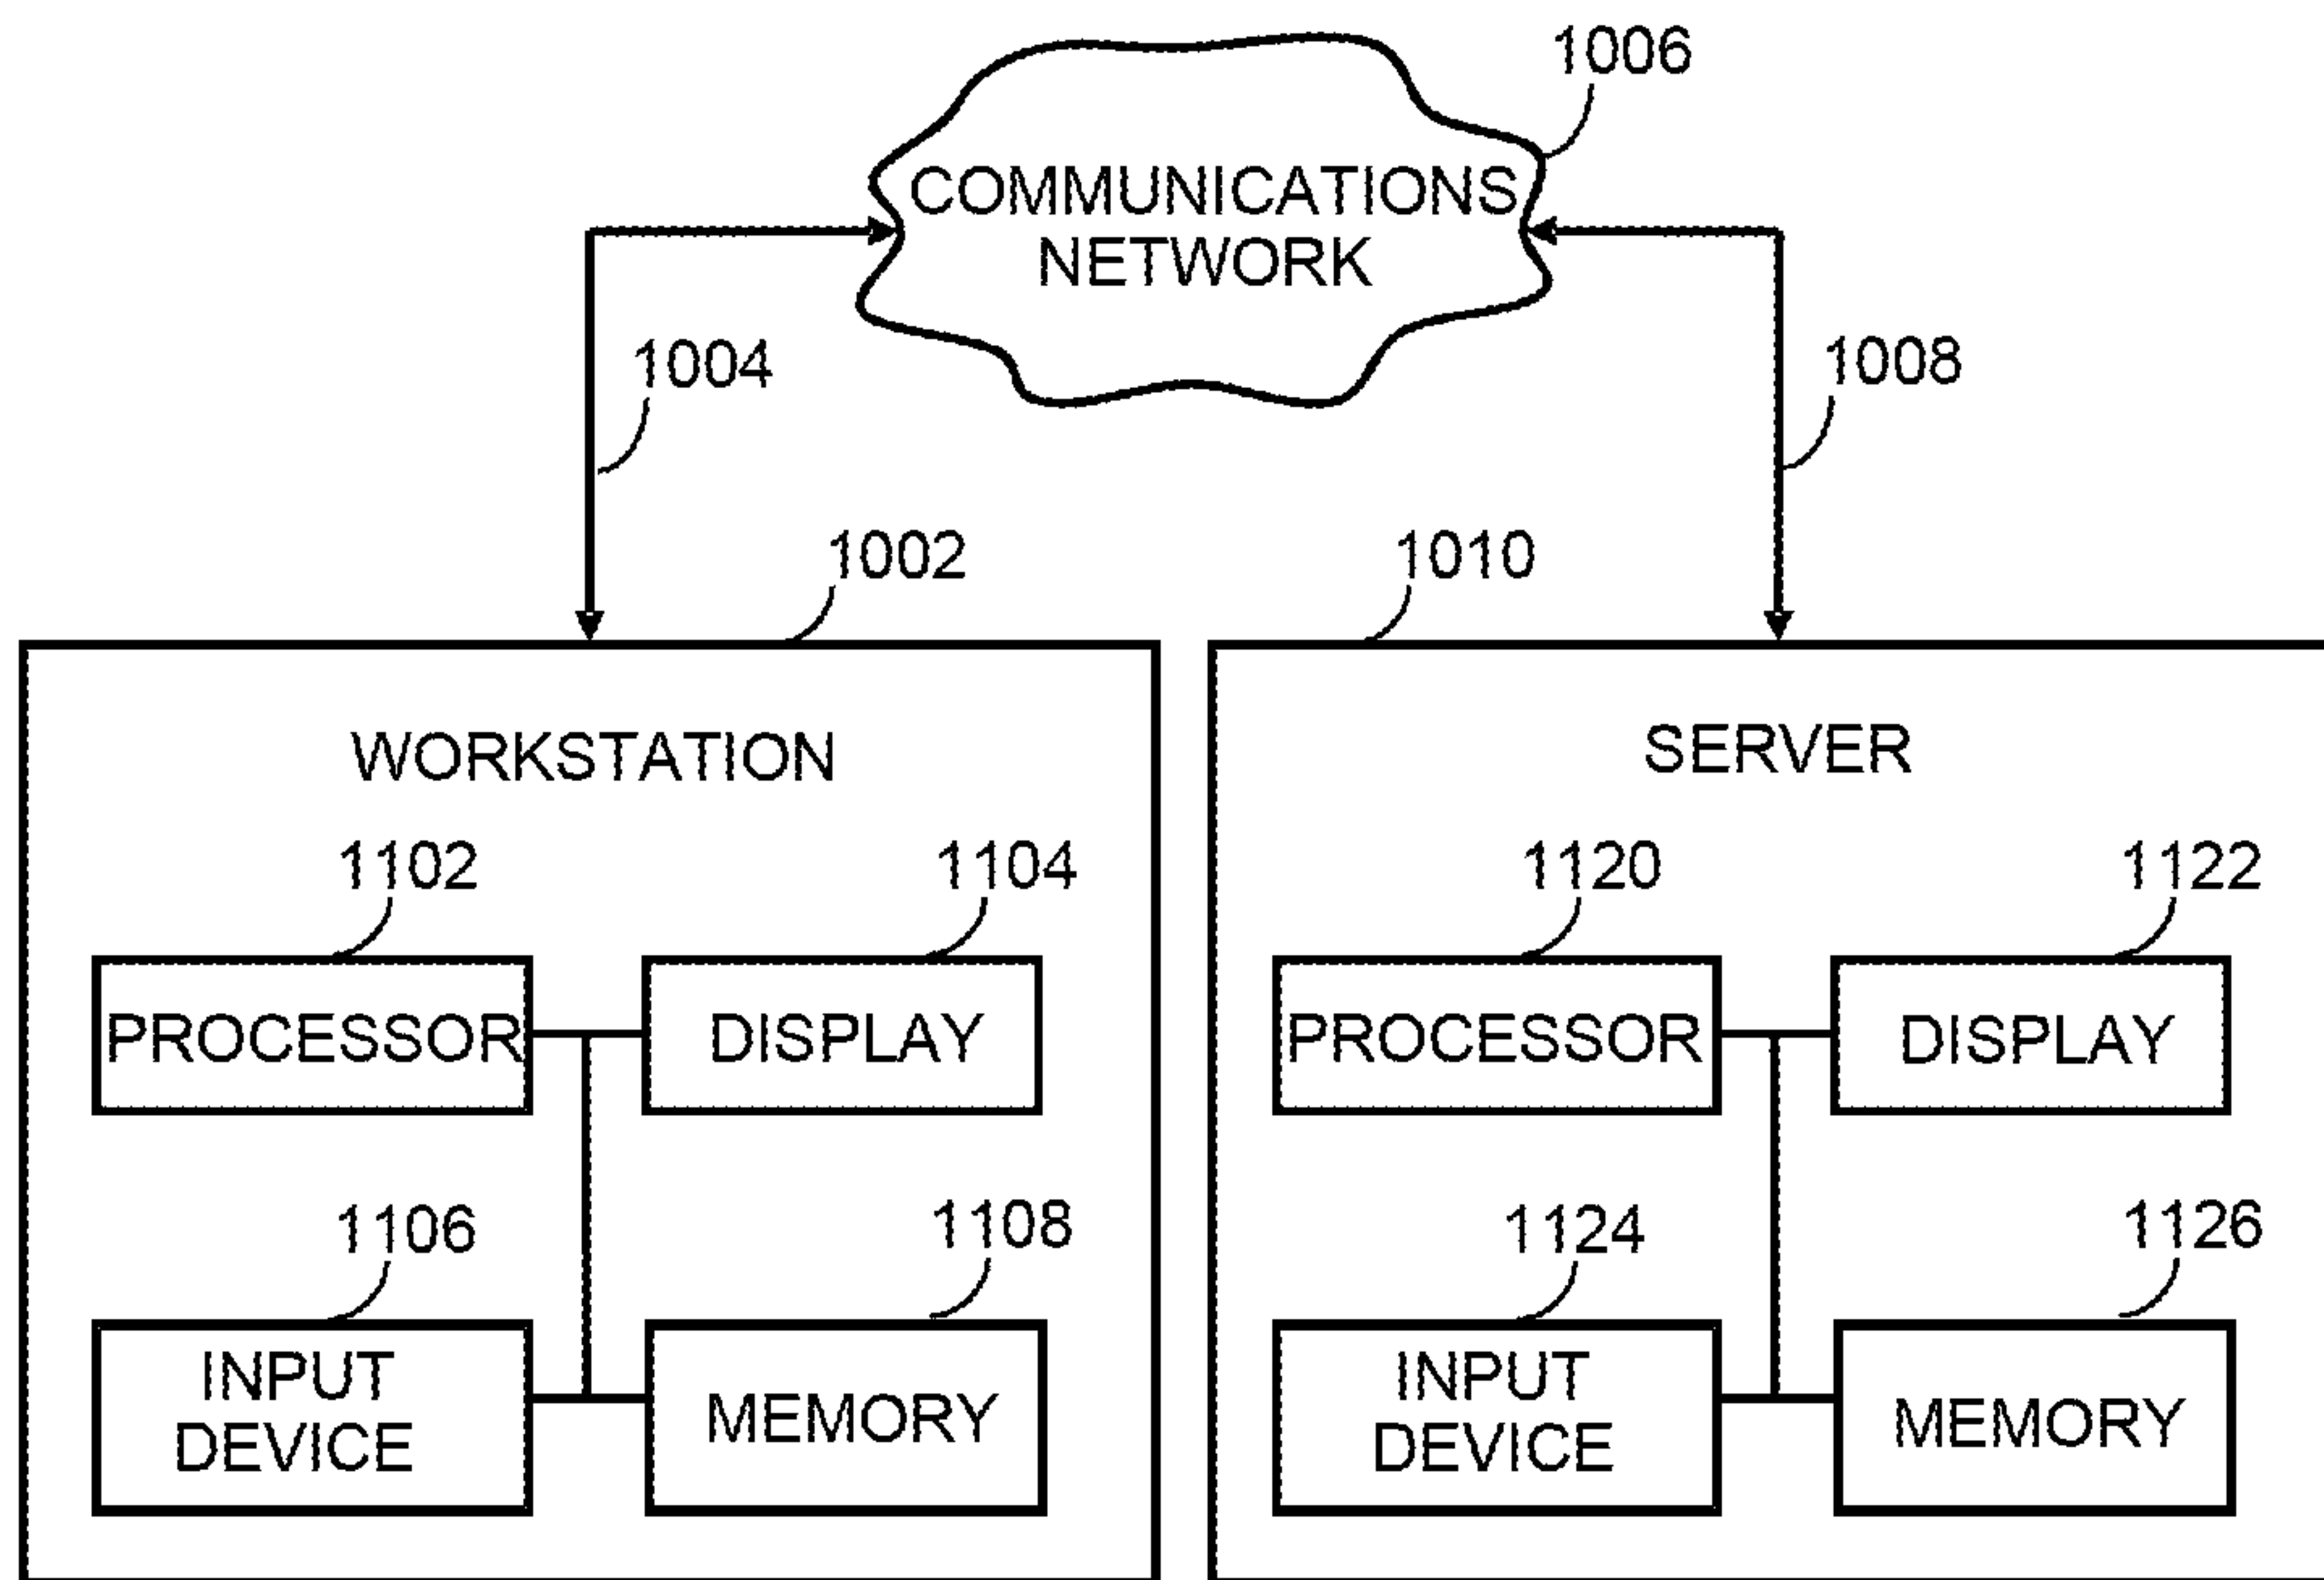 1006
COMMUNICATIONS
NETWORK
1004
1008
1002
1010
WORKSTATION
SERVER
1102
1104
1120
1122
PROCESSOR
DISPLAY
PROCESSOR
DISPLAY
1106
1108
1124
1126
INPUT
DEVICE
MEMORY
INPUT
DEVICE
MEMORY